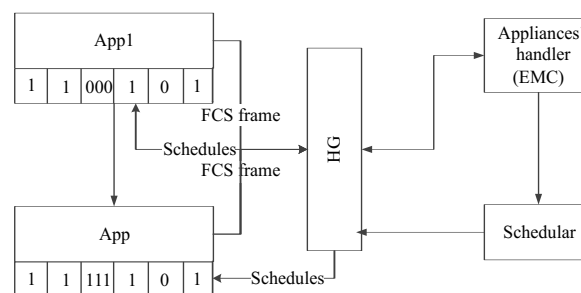 App1
1 1 000 1 0 1
FCS frame
Schedules
FCS frame
HG
Appliances'
handler
(EMC)
App
1 1 111 1 0 1
Schedules
Schedular